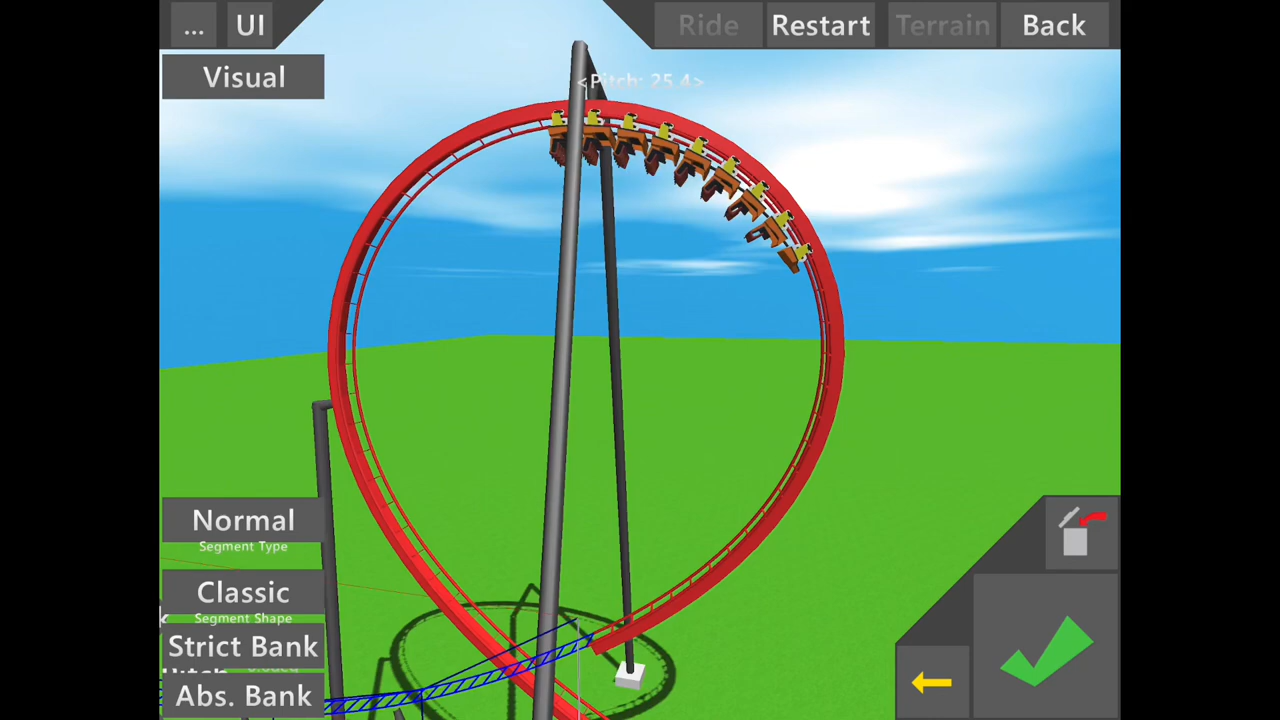 ...
UI
Ride
Restart
Terrain
Back
Visual
<Pitch: 25.4>
Normal
Segment Type
Classic
Segment Shape
Strict Bank
Abs. Bank